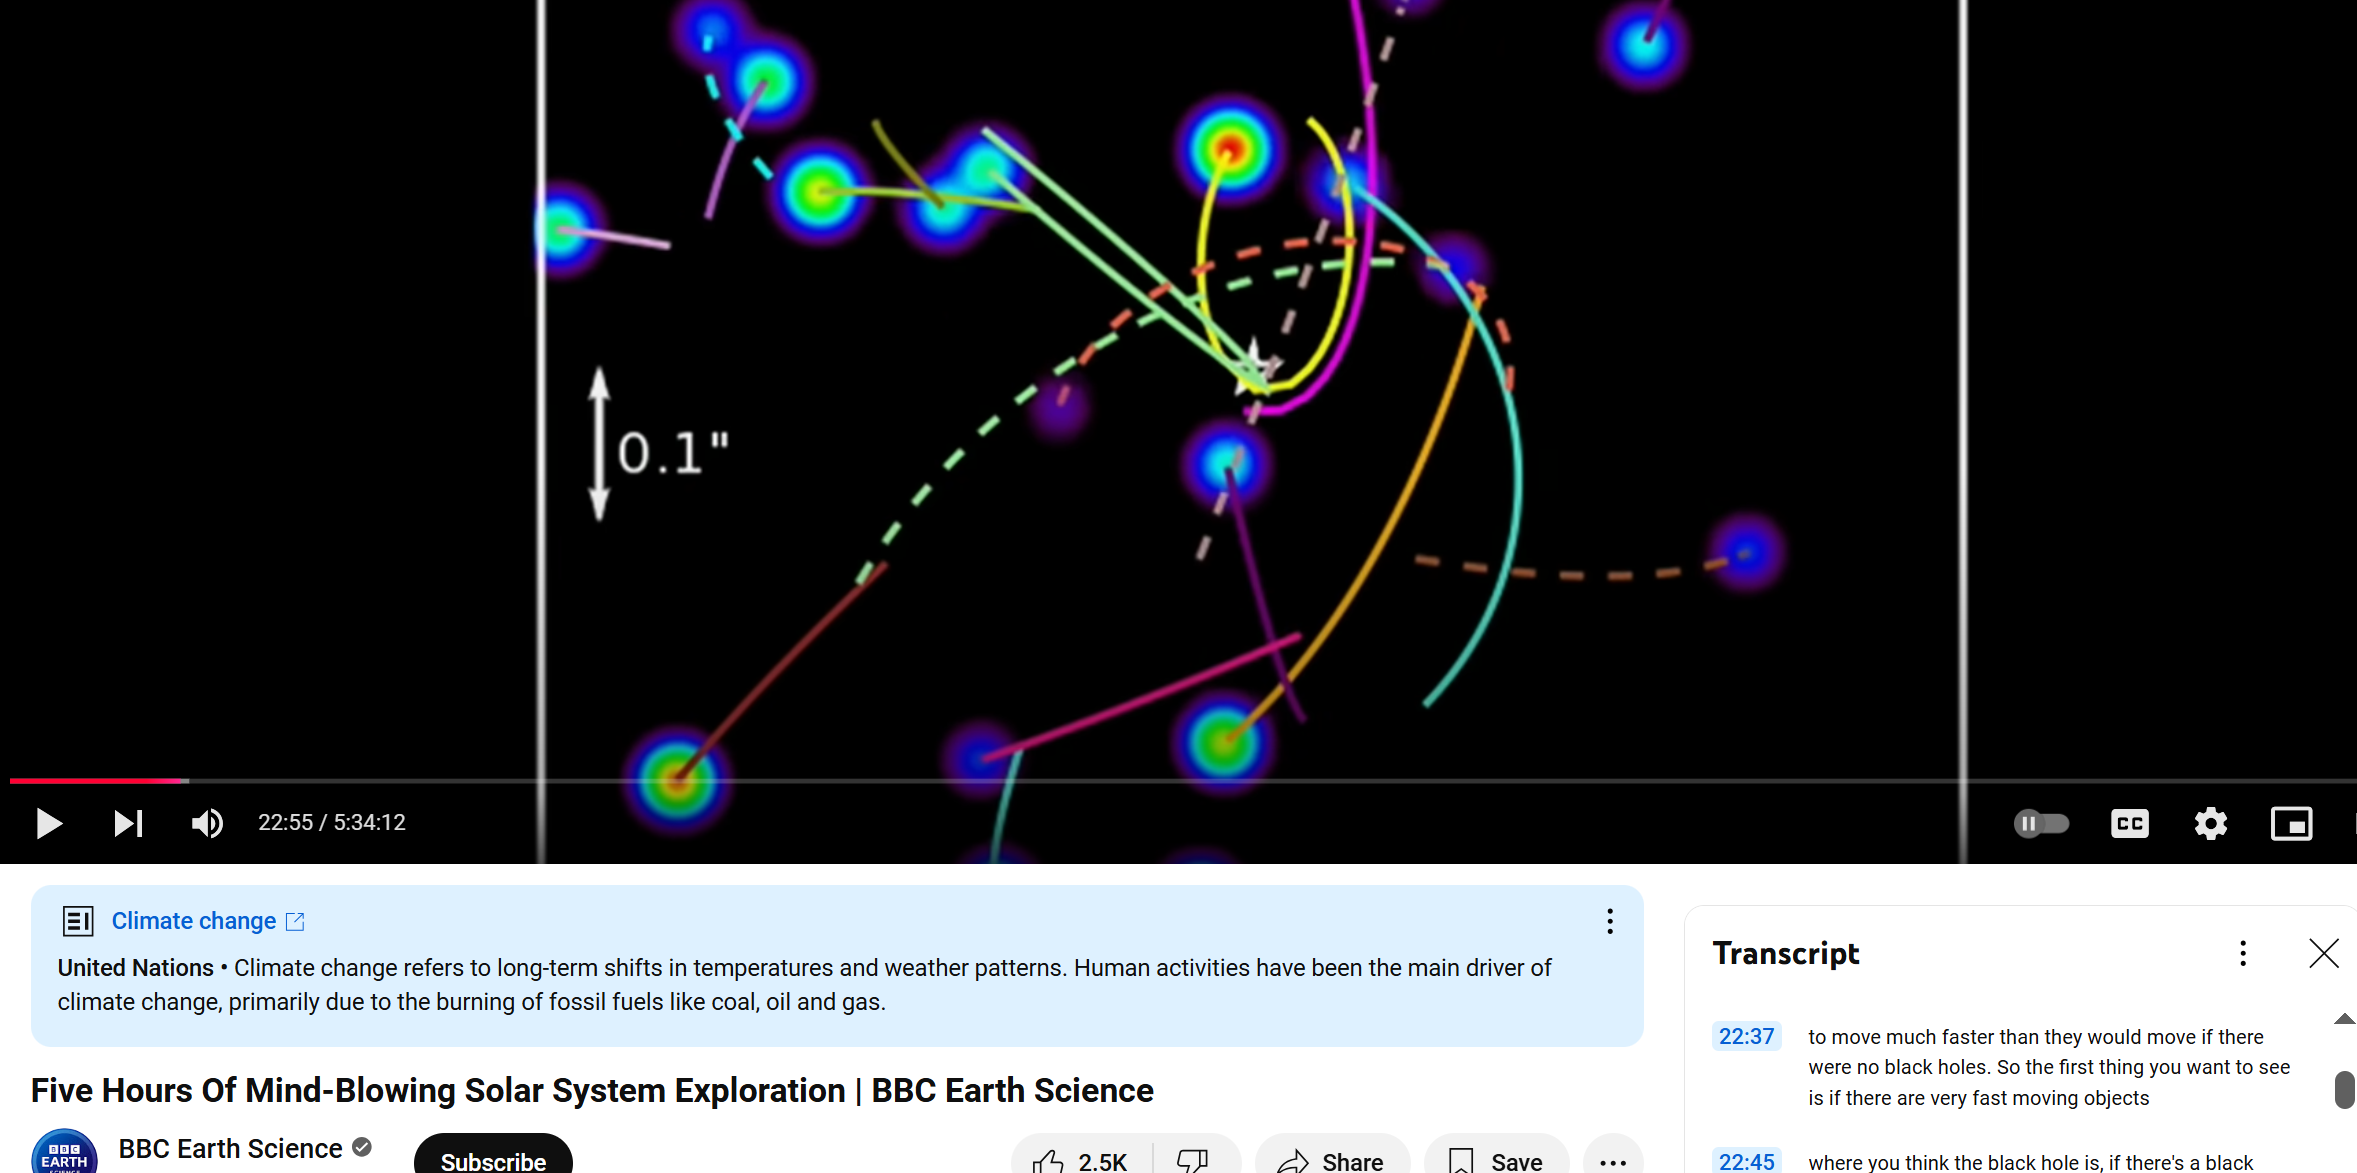 0.1"
22:55 / 5:34:12
CC
Climate change
United Nations • Climate change refers to long-term shifts in temperatures and weather patterns. Human activities have been the main driver of
climate change, primarily due to the burning of fossil fuels like coal, oil and gas.
Transcript
22:37
to move much faster than they would move if there
were no black holes. So the first thing you want to see
is if there are very fast moving objects
22:45
where you think the black hole is, if there's a black
Five Hours Of Mind-Blowing Solar System Exploration | BBC Earth Science
BBC
EARTH
SCIENCE
BBC Earth Science
Subscribe
2.5K
Share
Save